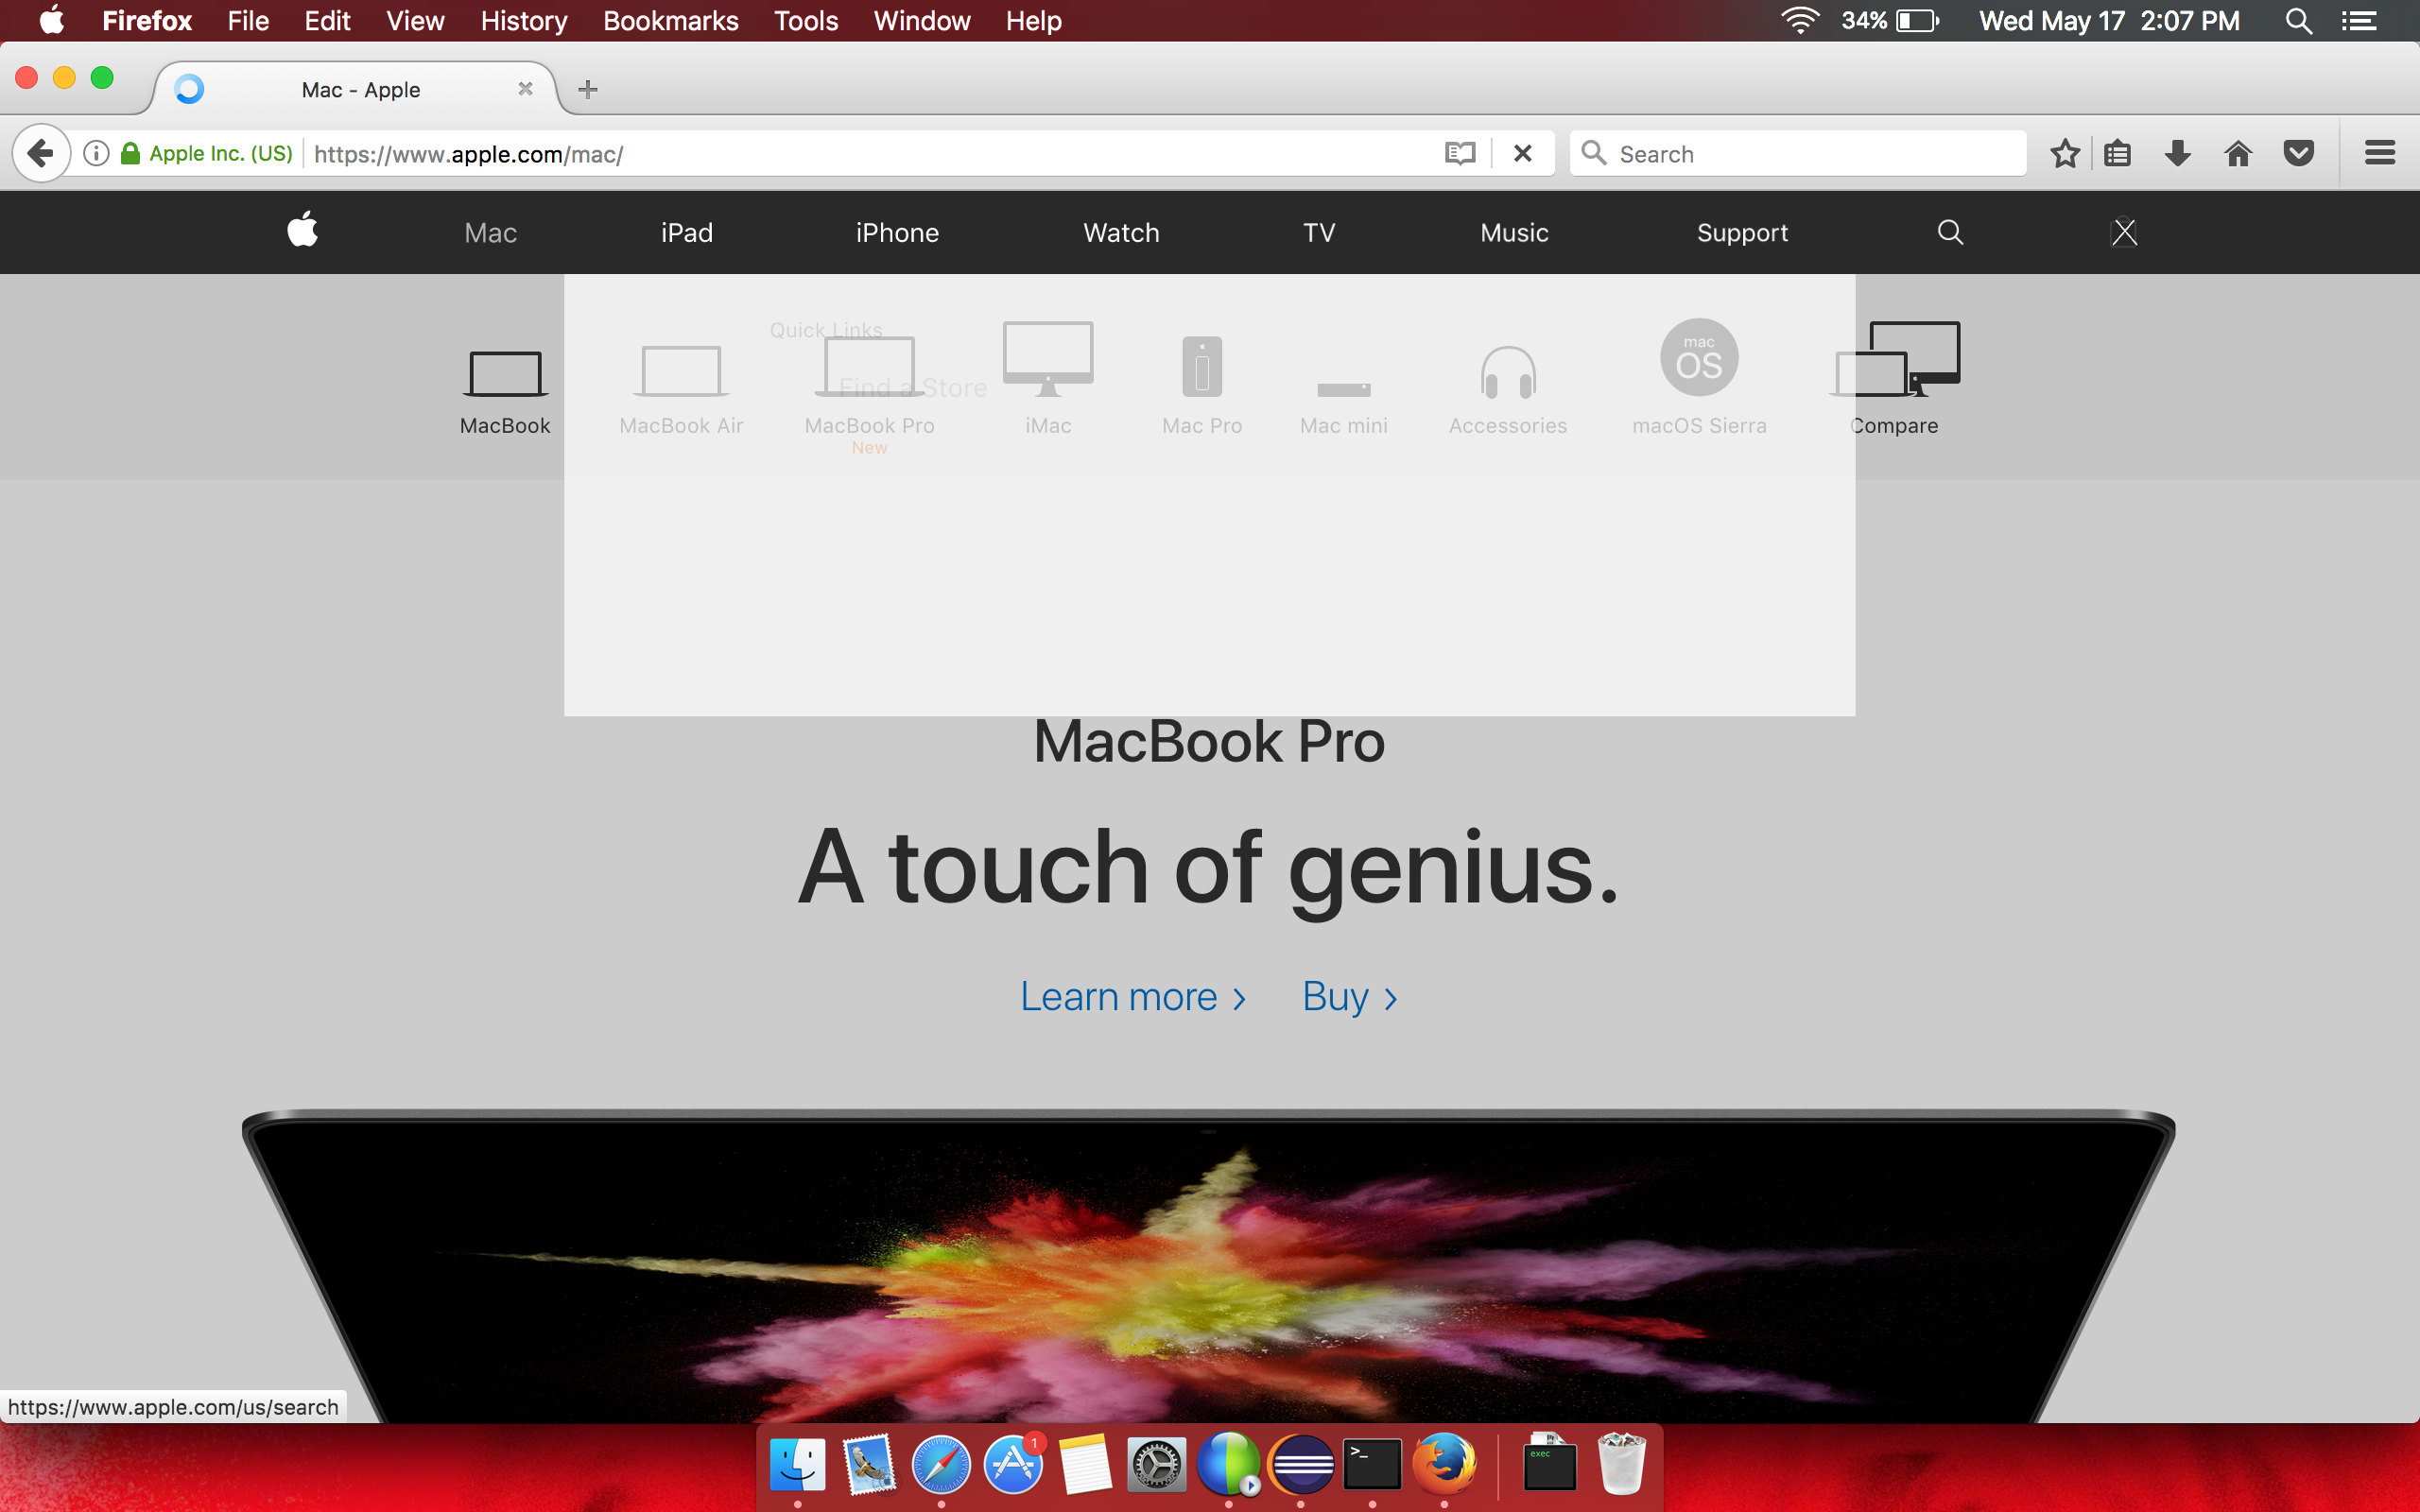 Firefox File Edit View History Bookmarks Tools Window Help 34% Wed May 17 2:07 PM
Mac - Apple
Apple Inc. (US) https://www.apple.com/mac/ Search
Mac iPad iPhone Watch TV Music Support
Quick Links
mac
OS
Find a Store
MacBook MacBook Air MacBook Pro iMac Mac Pro Mac mini Accessories macOS Sierra Compare
New
MacBook Pro
A touch of genius.
Learn more > Buy >
https://www.apple.com/us/search
1
>_
exec